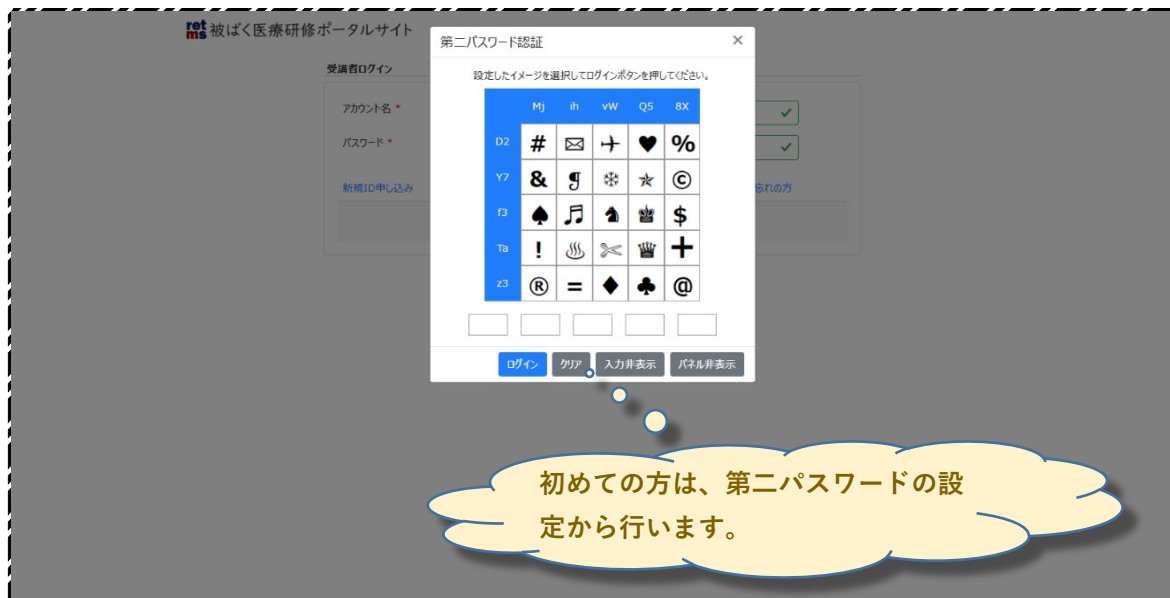 retms 被ばく医療研修ポータルサイト
受講者ログイン
アカウント名 *
パスワード *
新規ID申し込み
忘れの方
第二パスワード認証 ×
設定したイメージを選択してログインボタンを押してください。
Mj ih vW Q5 8X
D2 # ✉ ✈ ♥ %
Y7 & ¶ ❄ ✯ ©
f3 ♠ ♬ ♞ ♚ $
Ta ! ♨ ✂ ♛ +
z3 ® = ♦ ♣ @
ログイン クリア 入力非表示 パネル非表示
初めての方は、第二パスワードの設
定から行います。